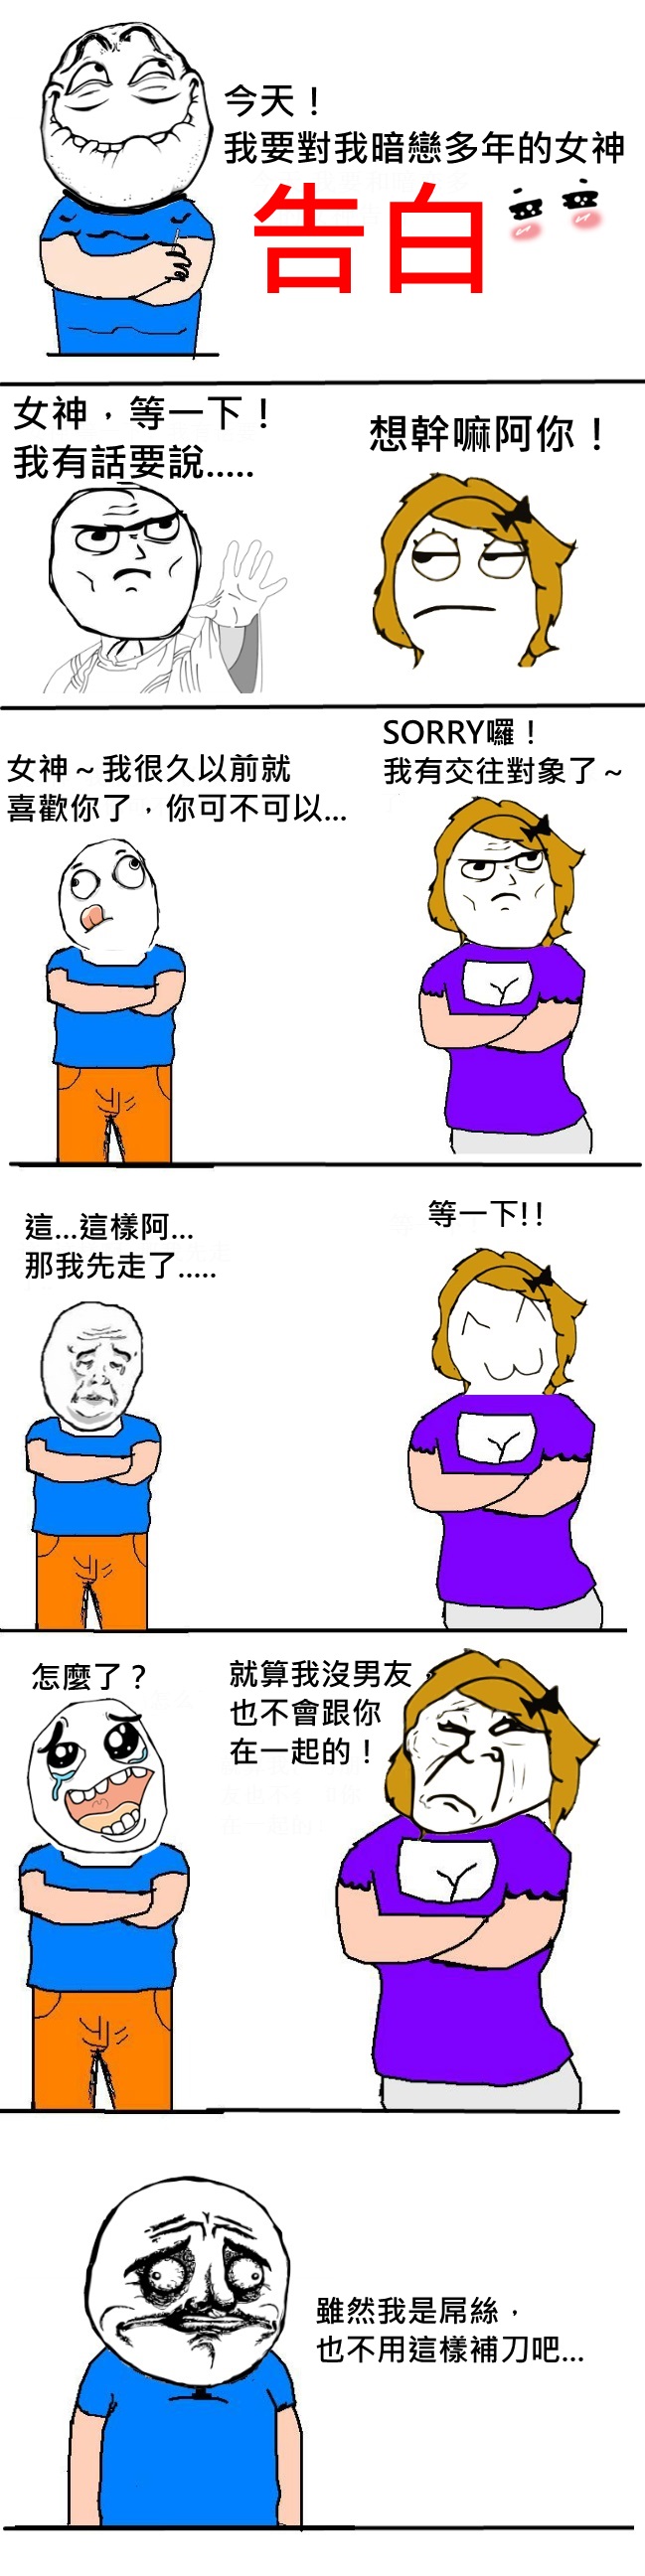 今天！
我要對我暗戀多年的女神
告白
女神，等一下！
我有話要說.....
想幹嘛阿你！
女神～我很久以前就
喜歡你了，你可不可以...
SORRY囉！
我有交往對象了～
這...這樣阿...
那我先走了.....
等一下!!
怎麼了？
就算我沒男友
也不會跟你
在一起的！
雖然我是屌絲，
也不用這樣補刀吧...